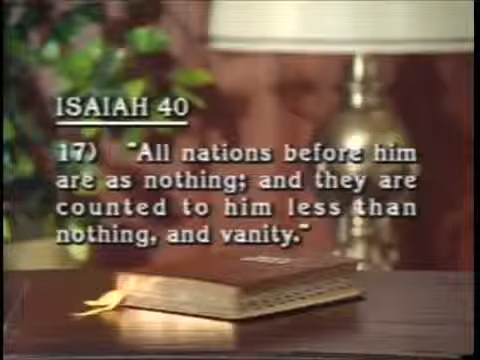 ISAIAH 40
17) "All nations before him
are as nothing; and they are
counted to him less than
nothing, and vanity."